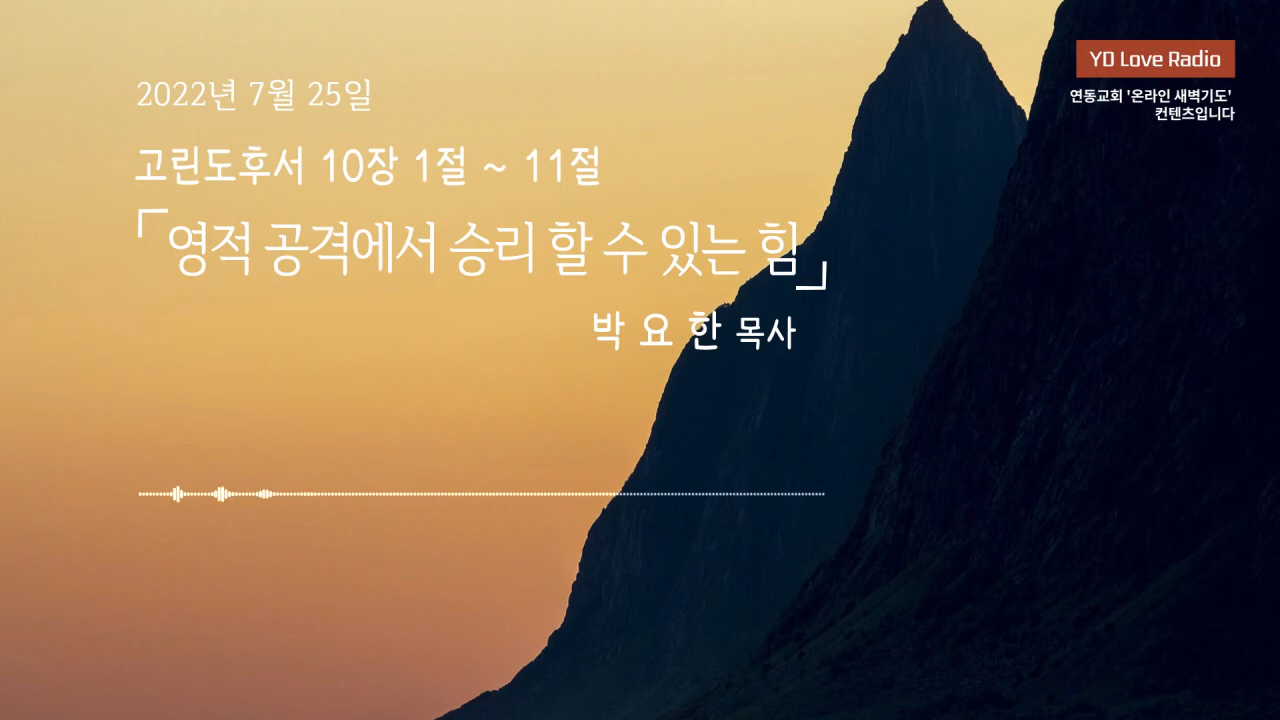 2022년 7월 25일
고린도후서 10장 1절 ~ 11절
「영적 공격에서 승리 할 수 있는 힘」
박 요 한 목사
YD Love Radio
연동교회 '온라인 새벽기도'
컨텐츠입니다